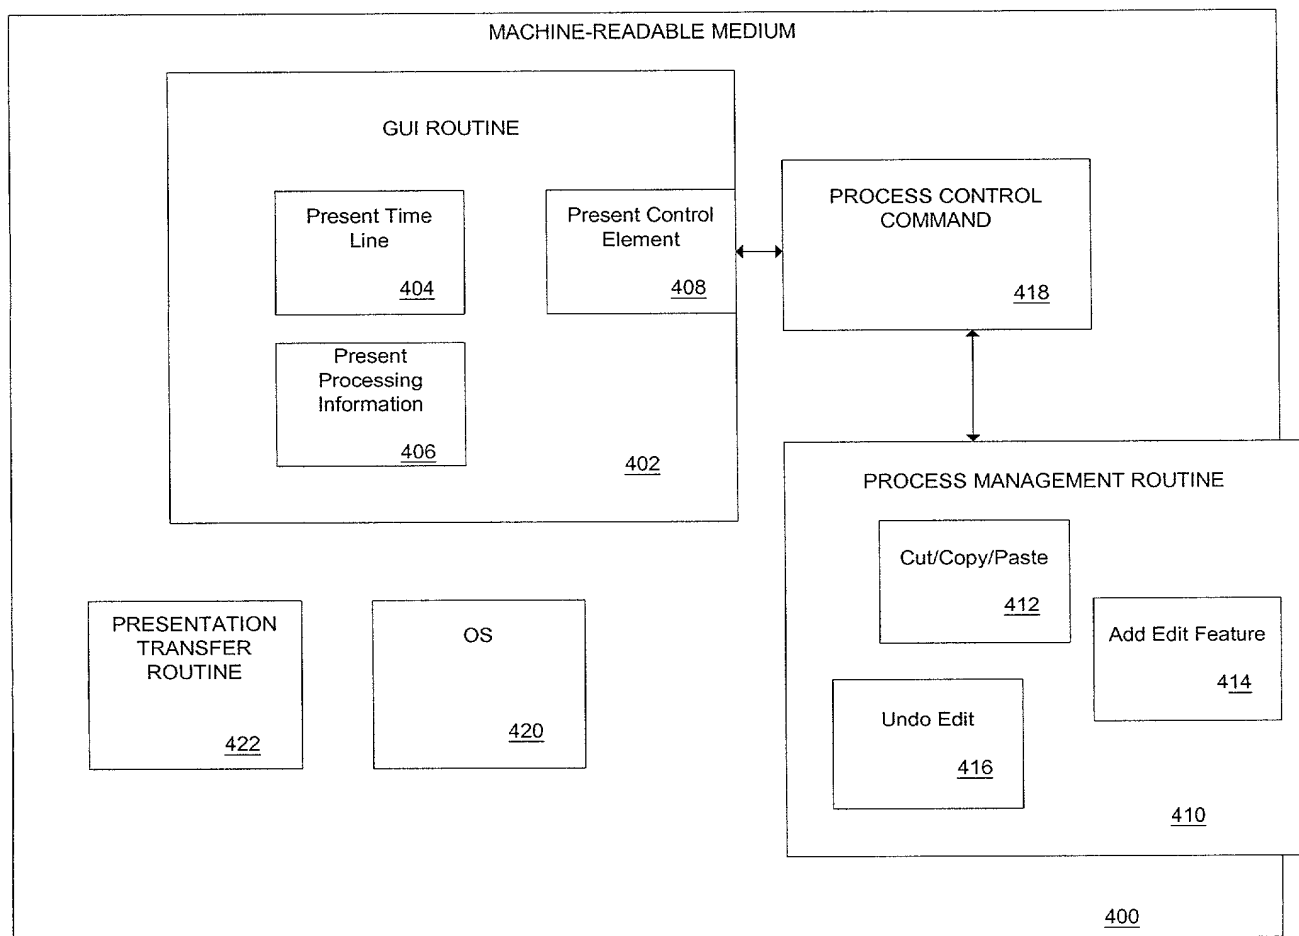 MACHINE-READABLE MEDIUM
GUI ROUTINE
Present Time
Line
404
Present Control
Element
408
PROCESS CONTROL
COMMAND
418
Present
Processing
Information
406
402
PROCESS MANAGEMENT ROUTINE
Cut/Copy/Paste
412
Add Edit Feature
414
Undo Edit
416
410
PRESENTATION
TRANSFER
ROUTINE
422
OS
420
400